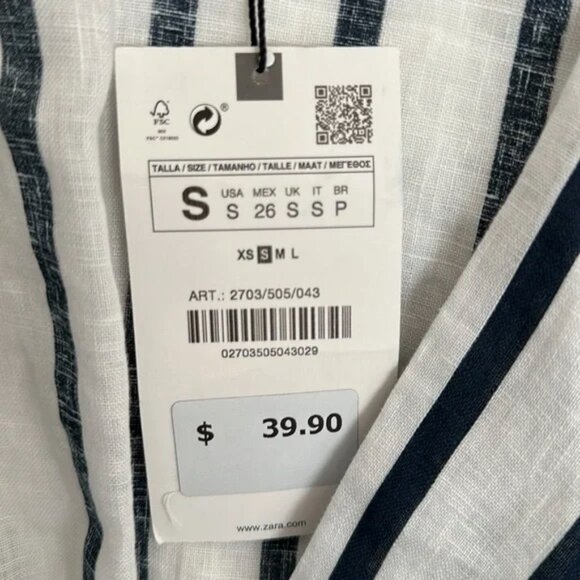 FSC
TALLA / SIZE / TAMANHO / TAILLE / MAAT / ΜΕΓΕΘΟΣ
S
USA MEX UK IT BR
S 26 S S P
XS S M L
ART.: 2703/505/043
02703505043029
$ 39.90
www.zara.com